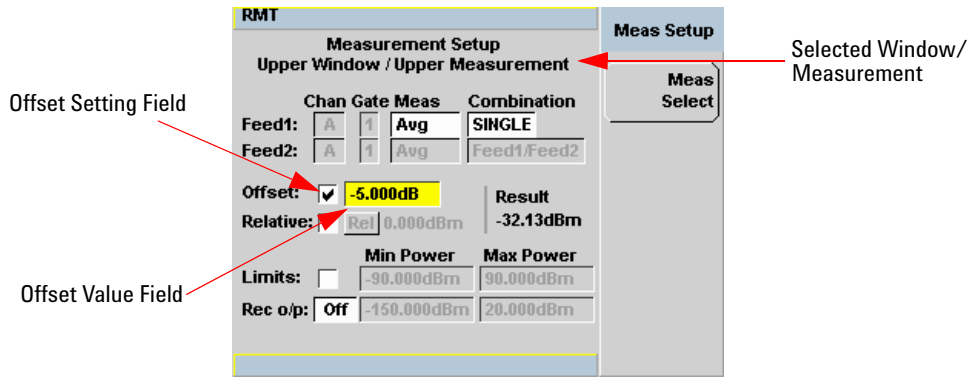 RMT
Meas Setup
Measurement Setup
Upper Window / Upper Measurement
Selected Window/
Measurement
Meas
Select
Offset Setting Field
Chan Gate Meas Combination
Feed1: A 1 Avg SINGLE
Feed2: A 1 Avg Feed1/Feed2
Offset: -5.000dB
Result
Relative: Rel 0.000dBm
-32.13dBm
Min Power Max Power
Limits: -90.000dBm 90.000dBm
Offset Value Field
Rec o/p: Off -150.000dBm 20.000dBm